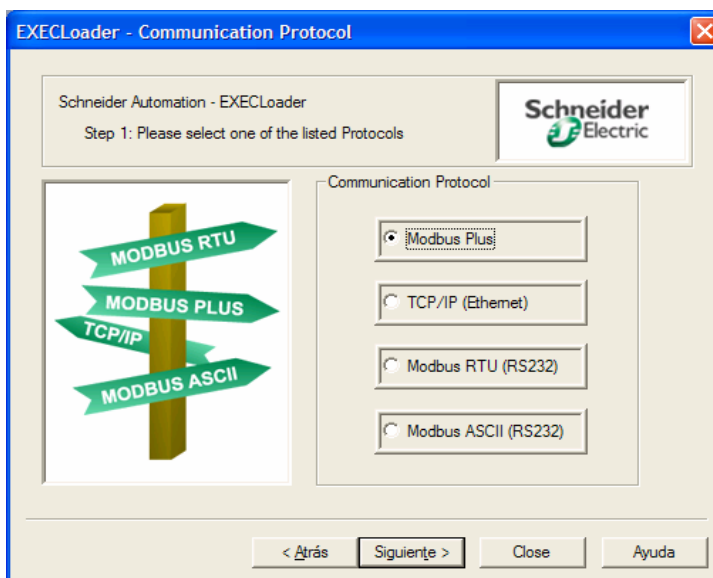 EXECLoader - Communication Protocol
Schneider Automation - EXECLoader
Step 1: Please select one of the listed Protocols
Schneider
Electric
MODBUS RTU
MODBUS PLUS
TCP/IP
MODBUS ASCII
Communication Protocol
Modbus Plus
TCP/IP (Ethernet)
Modbus RTU (RS232)
Modbus ASCII (RS232)
< Atrás
Siguiente >
Close
Ayuda